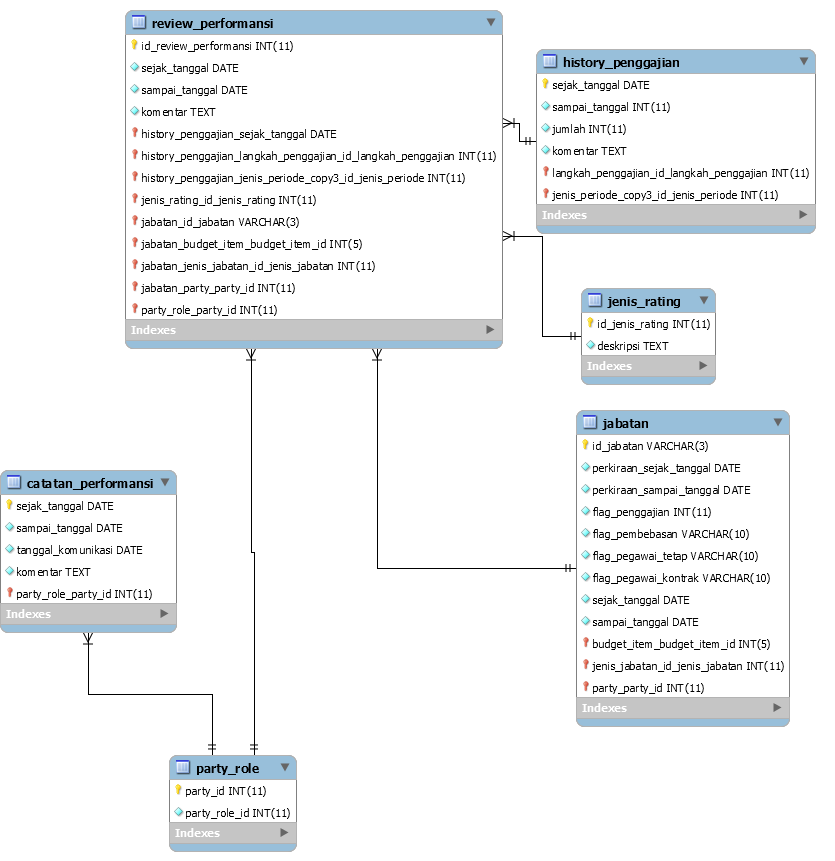 review_performansi
id_review_performansi INT(11)
sejak_tanggal DATE
sampai_tanggal DATE
komentar TEXT
history_penggajian_sejak_tanggal DATE
history_penggajian_langkah_penggajian_id_langkah_penggajian INT(11)
history_penggajian_jenis_periode_copy3_id_jenis_periode INT(11)
jenis_rating_id_jenis_rating INT(11)
jabatan_id_jabatan VARCHAR(3)
jabatan_budget_item_budget_item_id INT(5)
jabatan_jenis_jabatan_id_jenis_jabatan INT(11)
jabatan_party_party_id INT(11)
party_role_party_id INT(11)
Indexes
history_penggajian
sejak_tanggal DATE
sampai_tanggal INT(11)
jumlah INT(11)
komentar TEXT
langkah_penggajian_id_langkah_penggajian INT(11)
jenis_periode_copy3_id_jenis_periode INT(11)
Indexes
jenis_rating
id_jenis_rating INT(11)
deskripsi TEXT
Indexes
jabatan
id_jabatan VARCHAR(3)
perkiraan_sejak_tanggal DATE
perkiraan_sampai_tanggal DATE
flag_penggajian INT(11)
flag_pembebasan VARCHAR(10)
flag_pegawai_tetap VARCHAR(10)
flag_pegawai_kontrak VARCHAR(10)
sejak_tanggal DATE
sampai_tanggal DATE
budget_item_budget_item_id INT(5)
jenis_jabatan_id_jenis_jabatan INT(11)
party_party_id INT(11)
Indexes
catatan_performansi
sejak_tanggal DATE
sampai_tanggal DATE
tanggal_komunikasi DATE
komentar TEXT
party_role_party_id INT(11)
Indexes
party_role
party_id INT(11)
party_role_id INT(11)
Indexes